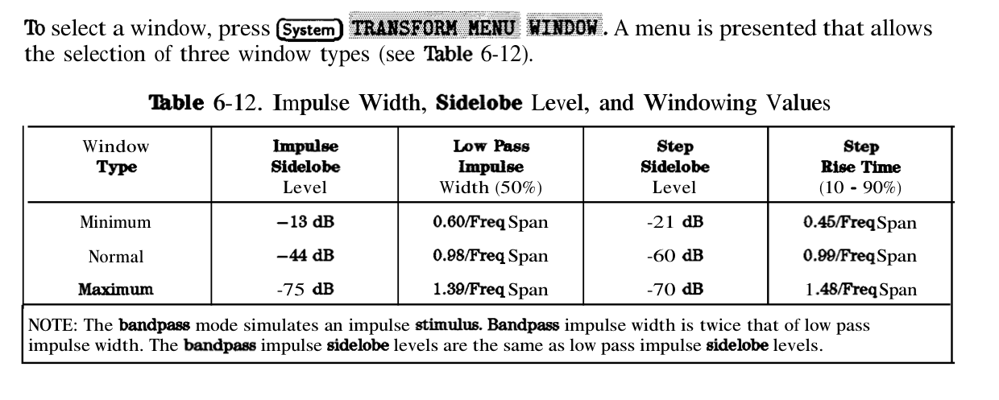 To select a window, press System TRANSFORM MENU WINDOW. A menu is presented that allows
the selection of three window types (see Table 6-12).
Table 6-12. Impulse Width, Sidelobe Level, and Windowing Values
Window Type Impulse Sidelobe Level Low Pass Impulse Width (50%) Step Sidelobe Level Step Rise Time (10 - 90%)
Minimum −13 dB 0.60/Freq Span -21 dB 0.45/Freq Span
Normal −44 dB 0.98/Freq Span -60 dB 0.99/Freq Span
Maximum -75 dB 1.39/Freq Span -70 dB 1.48/Freq Span
NOTE: The bandpass mode simulates an impulse stimulus. Bandpass impulse width is twice that of low pass
impulse width. The bandpass impulse sidelobe levels are the same as low pass impulse sidelobe levels.